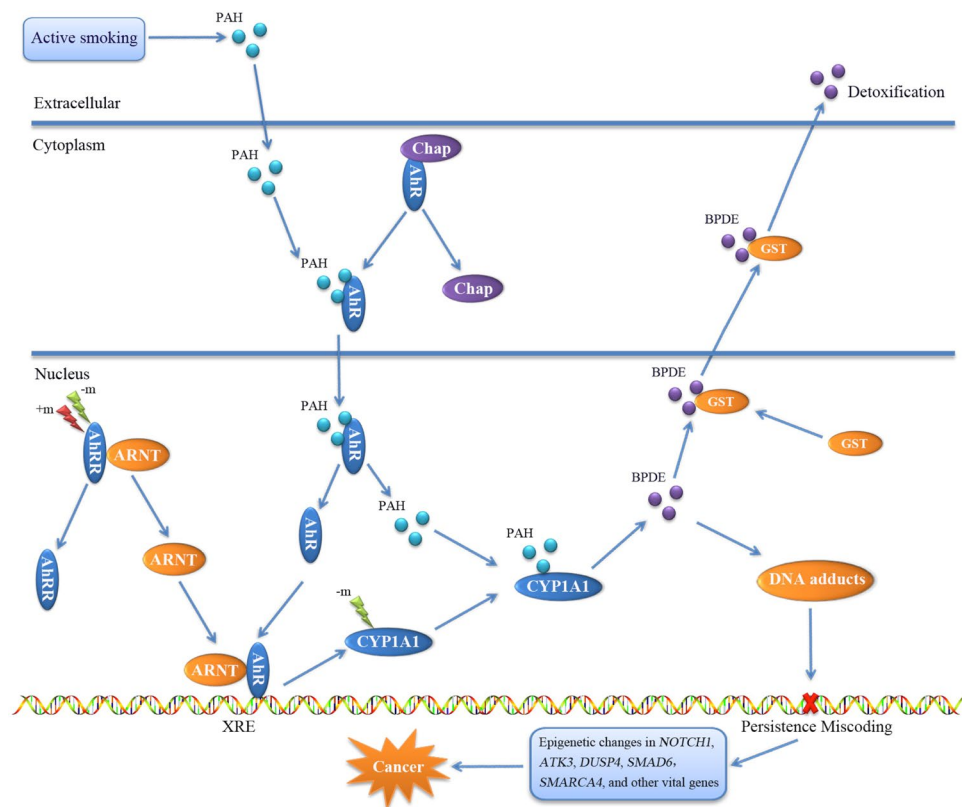 PAH
Active smoking
Extracellular
Detoxification
Cytoplasm
PAH
Chap
AhR
BPDE
GST
PAH
AhR
Chap
Nucleus
-m
+m
AhRR
ARNT
PAH
AhR
BPDE
GST
GST
BPDE
PAH
AhR
PAH
AhRR
ARNT
CYP1A1
DNA adducts
-m
CYP1A1
ARNT
AhR
XRE
Persistence Miscoding
Epigenetic changes in NOTCH1,
ATK3, DUSP4, SMAD6,
SMARCA4, and other vital genes
Cancer